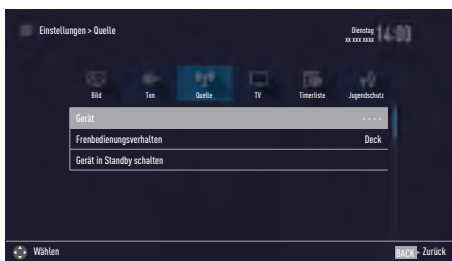 Einstellungen > Quelle
Dienstag
xx xxx xxxx
14:00
Bild Ton Quelle TV Timerliste Jugendschutz
Gerät - - - -
Frenbedienungsverhalten Deck
Gerät in Standby schalten
Wählen
BACK - Zurück